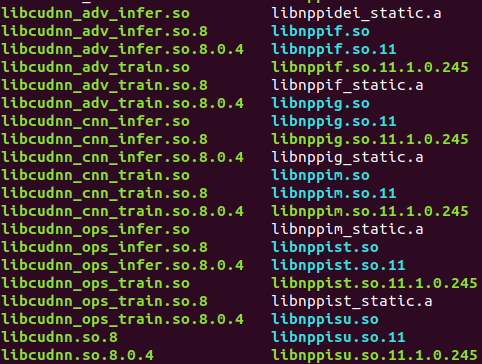 libcudnn_adv_infer.so libnppidei_static.a
libcudnn_adv_infer.so.8 libnppif.so
libcudnn_adv_infer.so.8.0.4 libnppif.so.11
libcudnn_adv_train.so libnppif.so.11.1.0.245
libcudnn_adv_train.so.8 libnppif_static.a
libcudnn_adv_train.so.8.0.4 libnppig.so
libcudnn_cnn_infer.so libnppig.so.11
libcudnn_cnn_infer.so.8 libnppig.so.11.1.0.245
libcudnn_cnn_infer.so.8.0.4 libnppig_static.a
libcudnn_cnn_train.so libnppim.so
libcudnn_cnn_train.so.8 libnppim.so.11
libcudnn_cnn_train.so.8.0.4 libnppim.so.11.1.0.245
libcudnn_ops_infer.so libnppim_static.a
libcudnn_ops_infer.so.8 libnppist.so
libcudnn_ops_infer.so.8.0.4 libnppist.so.11
libcudnn_ops_train.so libnppist.so.11.1.0.245
libcudnn_ops_train.so.8 libnppist_static.a
libcudnn_ops_train.so.8.0.4 libnppisu.so
libcudnn.so.8 libnppisu.so.11
libcudnn.so.8.0.4 libnppisu.so.11.1.0.245